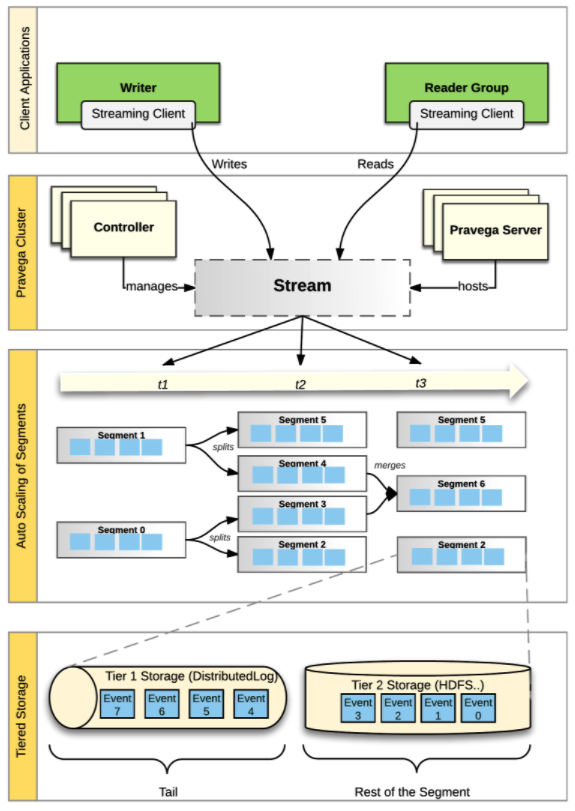 Client Applications
Writer
Streaming Client
Reader Group
Streaming Client
Writes
Reads
Pravega Cluster
Controller
Pravega Server
manages
Stream
hosts
Auto Scaling of Segments
t1
t2
t3
Segment 1
splits
Segment 5
Segment 4
merges
Segment 5
Segment 0
splits
Segment 3
Segment 2
Segment 6
Segment 2
Tiered Storage
Tier 1 Storage (DistributedLog)
Event
7
Event
6
Event
5
Event
4
Tier 2 Storage (HDFS..)
Event
3
Event
2
Event
1
Event
0
Tail
Rest of the Segment